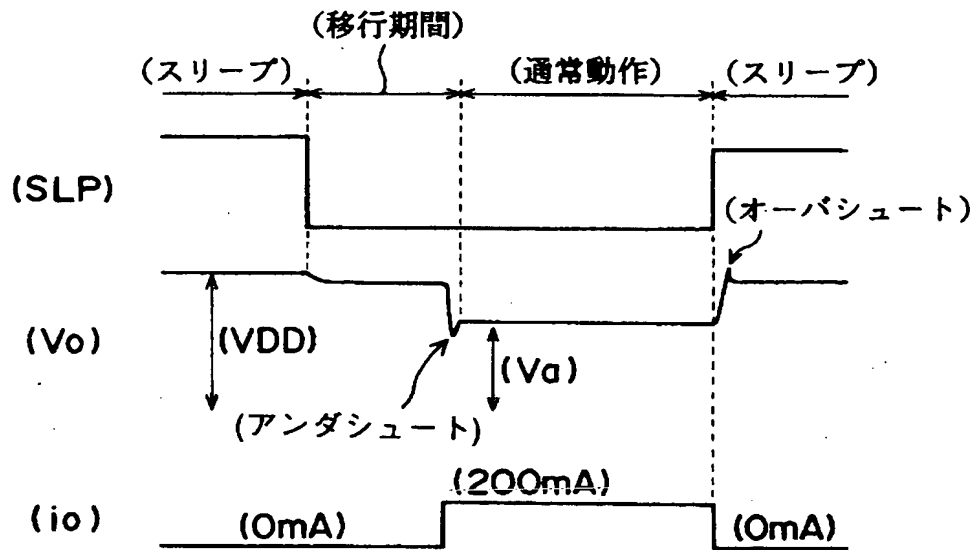 (移行期間)
(スリープ)
(通常動作)
(スリープ)
(SLP)
(オーバシュート)
(Vo)
(VDD)
(Va)
(アンダシュート)
(200mA)
(io)
(0mA)
(0mA)